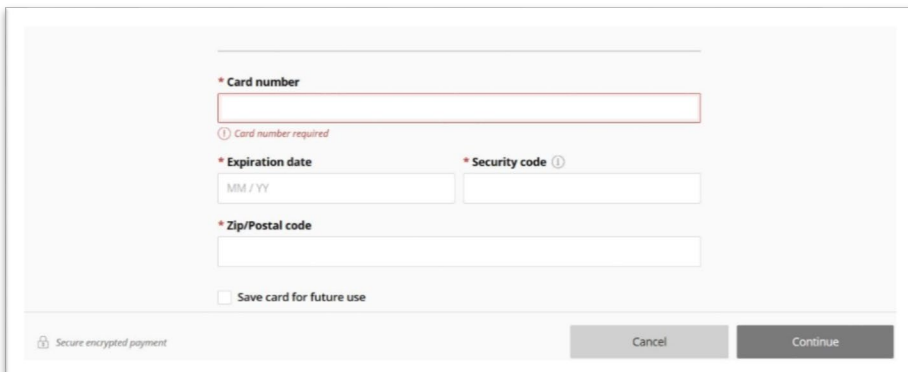 * Card number
Card number required
* Expiration date
* Security code
MM / YY
* Zip/Postal code
Save card for future use
Secure encrypted payment
Cancel
Continue